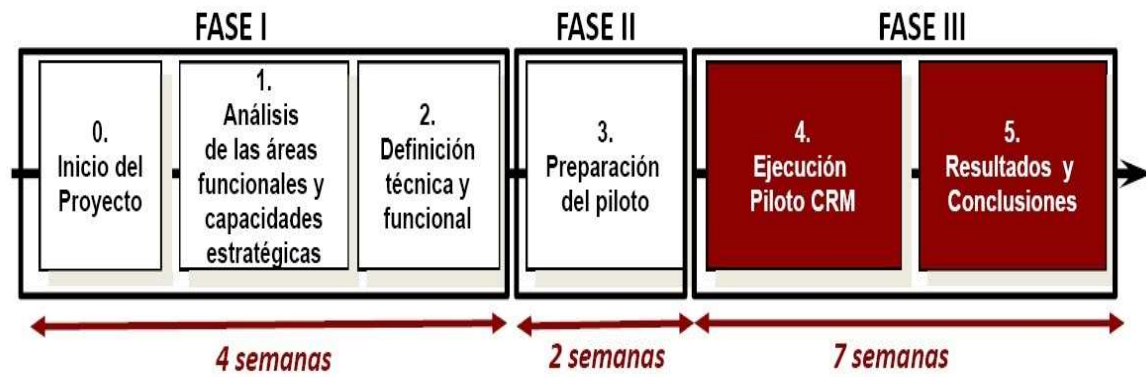 FASE I
FASE II
FASE III
0.
Inicio del
Proyecto
1.
Análisis
de las áreas
funcionales y
capacidades
estratégicas
2.
Definición
técnica y
funcional
3.
Preparación
del piloto
4.
Ejecución
Piloto CRM
5.
Resultados y
Conclusiones
4 semanas
2 semanas
7 semanas